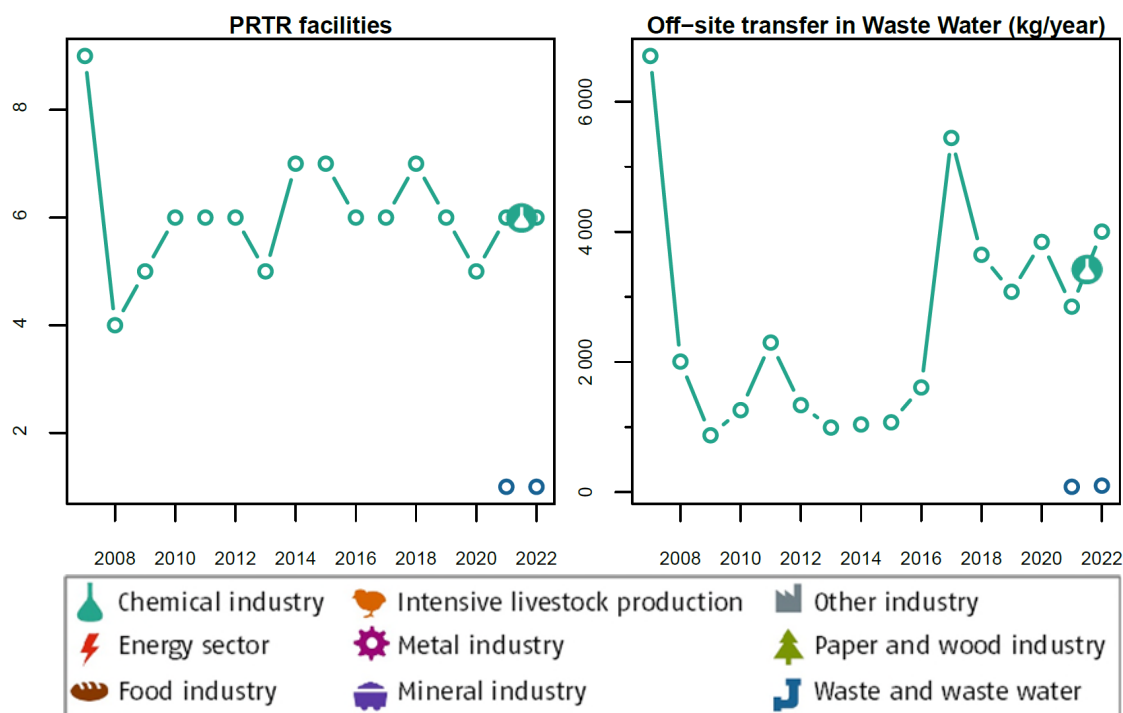 PRTR facilities
Off−site transfer in Waste Water (kg/year)
8
6
4
2
6 000
4 000
2 000
0
2008 2010 2012 2014 2016 2018 2020 2022
2008 2010 2012 2014 2016 2018 2020 2022
Chemical industry Intensive livestock production Other industry
Energy sector Metal industry Paper and wood industry
Food industry Mineral industry Waste and waste water